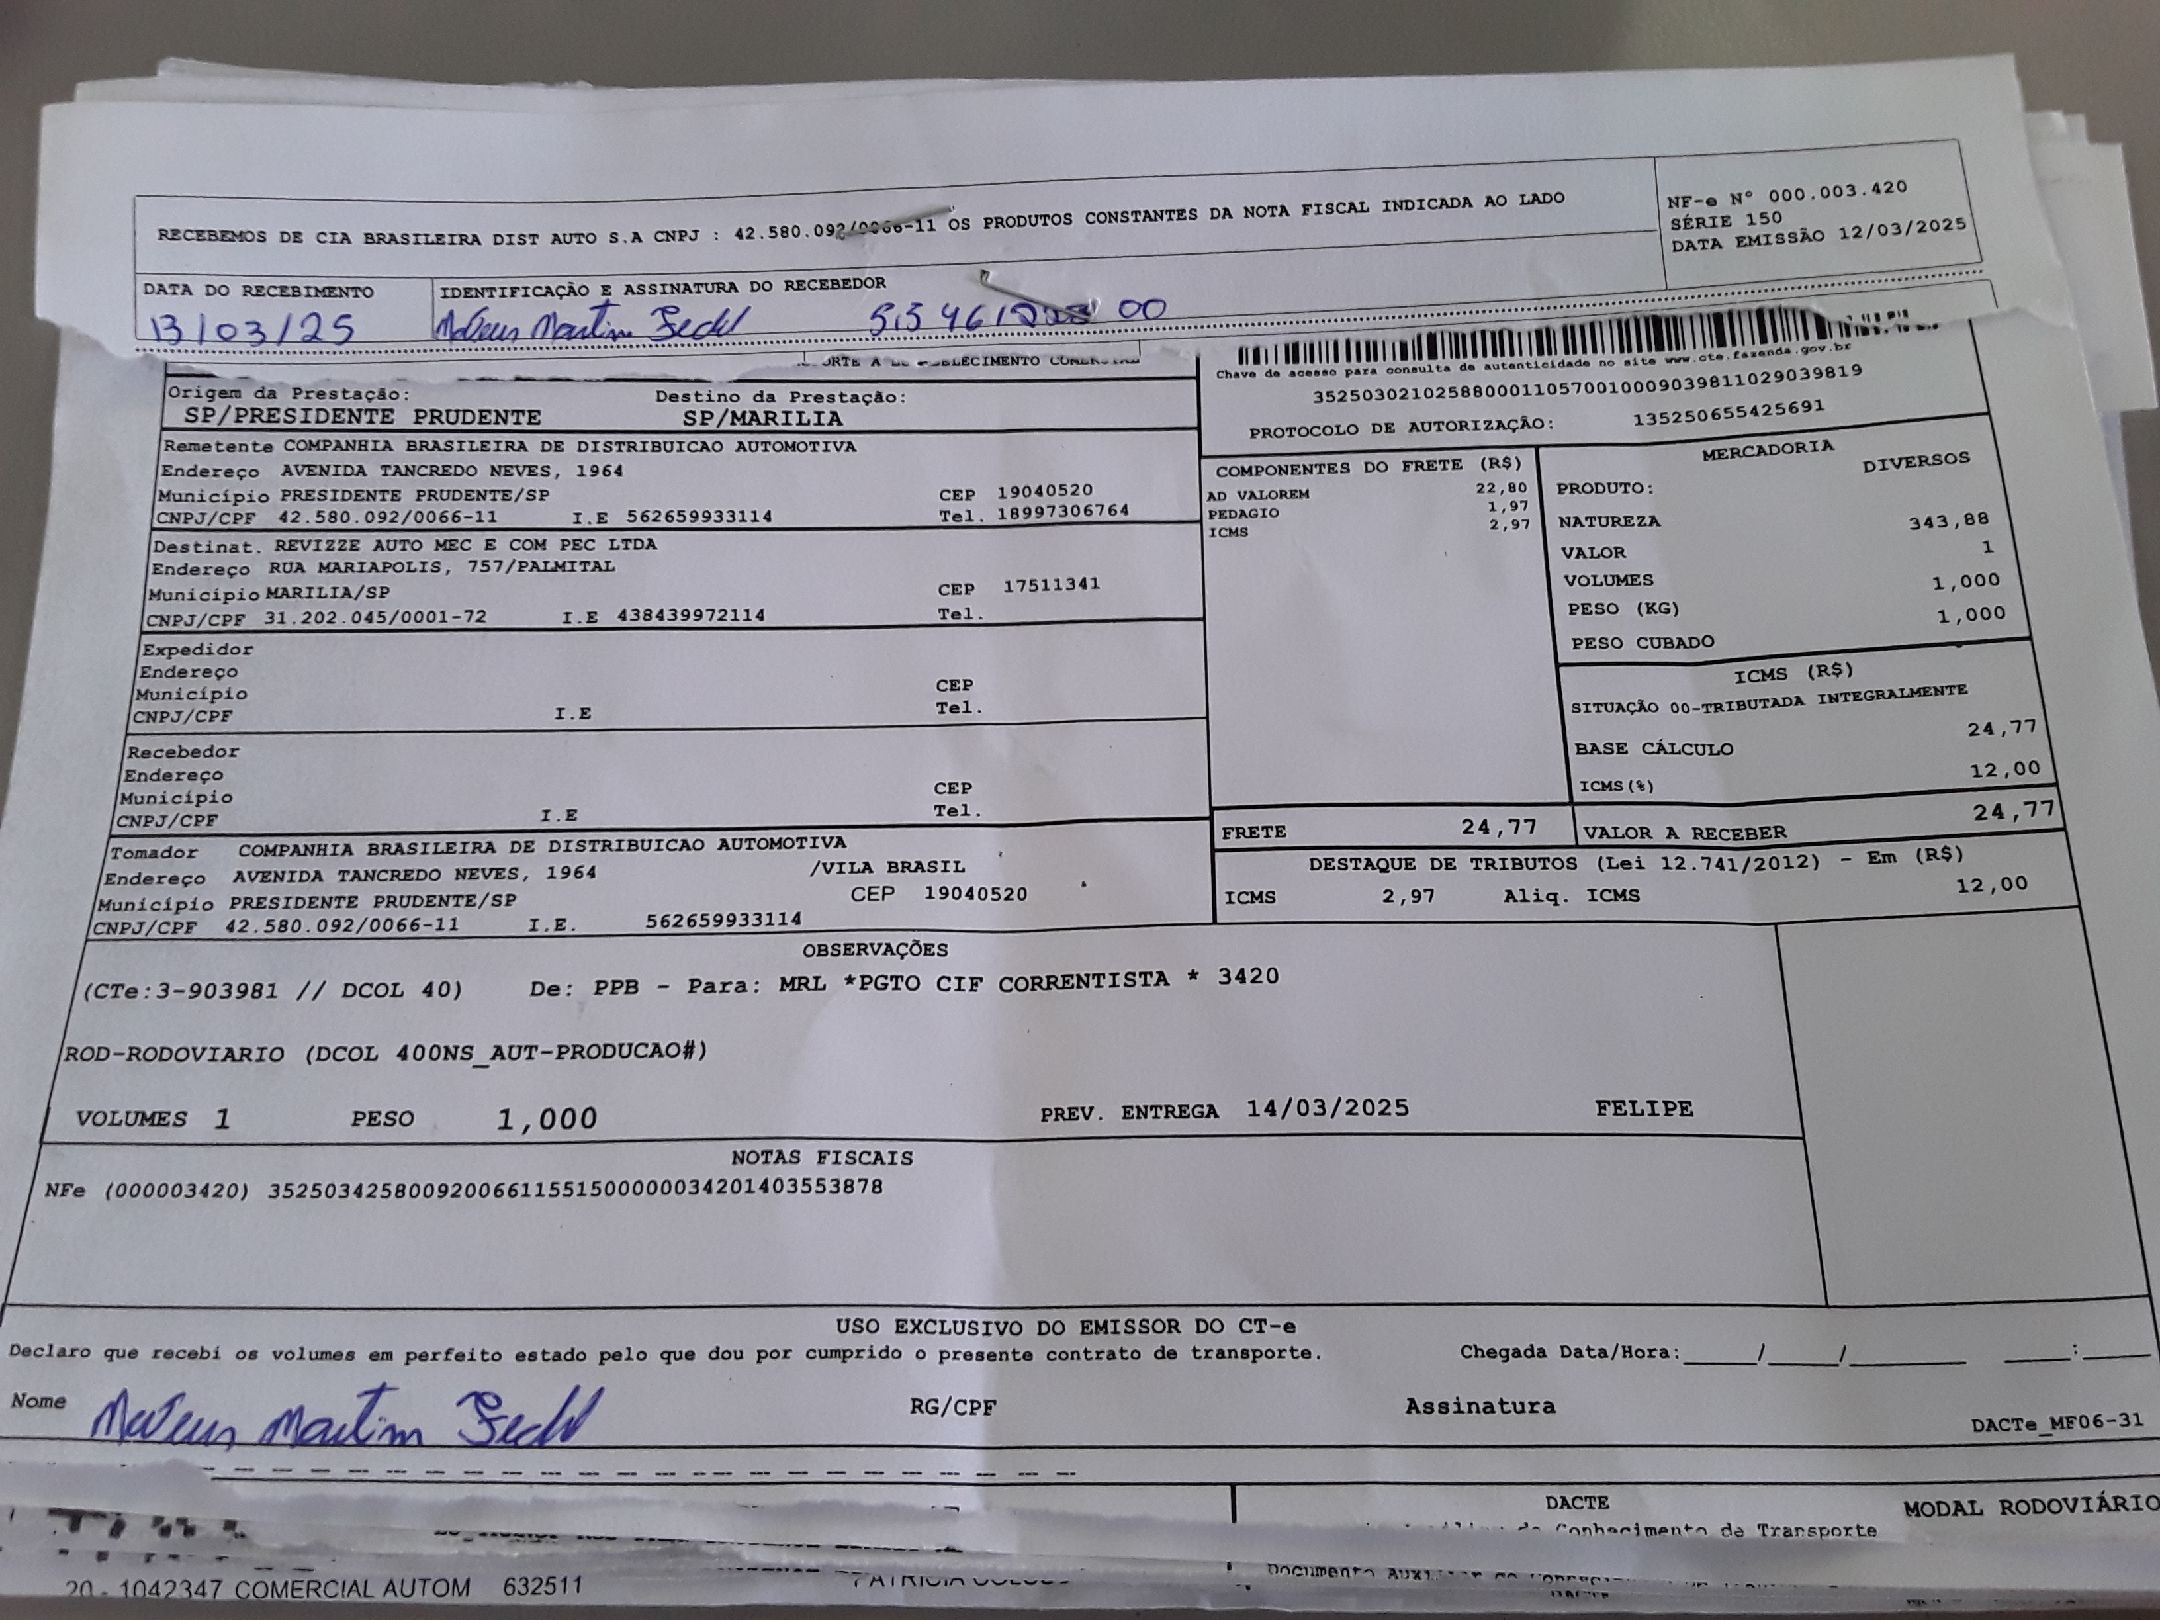 RECEBEMOS DE CIA BRASILEIRA DIST AUTO S.A CNPJ : 42.580.092/0066-11 OS PRODUTOS CONSTANTES DA NOTA FISCAL INDICADA AO LADO
NF-e Nº 000.003.420
SÉRIE 150
DATA EMISSÃO 12/03/2025
DATA DO RECEBIMENTO
IDENTIFICAÇÃO E ASSINATURA DO RECEBEDOR
13/03/25
Mateus Martim
00
Chave de acesso para consulta de autenticidade no site www.cte.fazenda.gov.br
35250302102588000110570010009039811029039819
PROTOCOLO DE AUTORIZAÇÃO: 135250655425691
Origem da Prestação: Destino da Prestação:
SP/PRESIDENTE PRUDENTE SP/MARILIA
Remetente COMPANHIA BRASILEIRA DE DISTRIBUICAO AUTOMOTIVA
Endereço AVENIDA TANCREDO NEVES, 1964
Município PRESIDENTE PRUDENTE/SP CEP 19040520
CNPJ/CPF 42.580.092/0066-11 I.E 562659933114 Tel. 18997306764
Destinat. REVIZZE AUTO MEC E COM PEC LTDA
Endereço RUA MARIAPOLIS, 757/PALMITAL
Município MARILIA/SP CEP 17511341
CNPJ/CPF 31.202.045/0001-72 I.E 438439972114 Tel.
Expedidor
Endereço
Município CEP
CNPJ/CPF I.E Tel.
Recebedor
Endereço
Município CEP
CNPJ/CPF I.E Tel.
Tomador COMPANHIA BRASILEIRA DE DISTRIBUICAO AUTOMOTIVA
Endereço AVENIDA TANCREDO NEVES, 1964 /VILA BRASIL
Município PRESIDENTE PRUDENTE/SP CEP 19040520
CNPJ/CPF 42.580.092/0066-11 I.E. 562659933114
COMPONENTES DO FRETE (R$)
AD VALOREM 22,80
PEDAGIO 1,97
ICMS 2,97
MERCADORIA
PRODUTO: DIVERSOS
NATUREZA
VALOR 343,88
VOLUMES 1
PESO (KG) 1,000
PESO CUBADO 1,000
ICMS (R$)
SITUAÇÃO 00-TRIBUTADA INTEGRALMENTE
BASE CÁLCULO 24,77
ICMS(%) 12,00
FRETE 24,77 VALOR A RECEBER 24,77
DESTAQUE DE TRIBUTOS (Lei 12.741/2012) - Em (R$)
ICMS 2,97 Aliq. ICMS 12,00
OBSERVAÇÕES
(CTe:3-903981 // DCOL 40) De: PPB - Para: MRL *PGTO CIF CORRENTISTA * 3420
ROD-RODOVIARIO (DCOL 400NS_AUT-PRODUCAO#)
VOLUMES 1 PESO 1,000 PREV. ENTREGA 14/03/2025 FELIPE
NOTAS FISCAIS
NFe (000003420) 35250342580092006611551500000034201403553878
USO EXCLUSIVO DO EMISSOR DO CT-e
Declaro que recebi os volumes em perfeito estado pelo que dou por cumprido o presente contrato de transporte. Chegada Data/Hora:____/____/______ ____:____
Nome Mateus Martim RG/CPF Assinatura
DACTe_MF06-31
DACTE MODAL RODOVIÁRIO
Conhecimento de Transporte
20 - 1042347 COMERCIAL AUTOM 632511